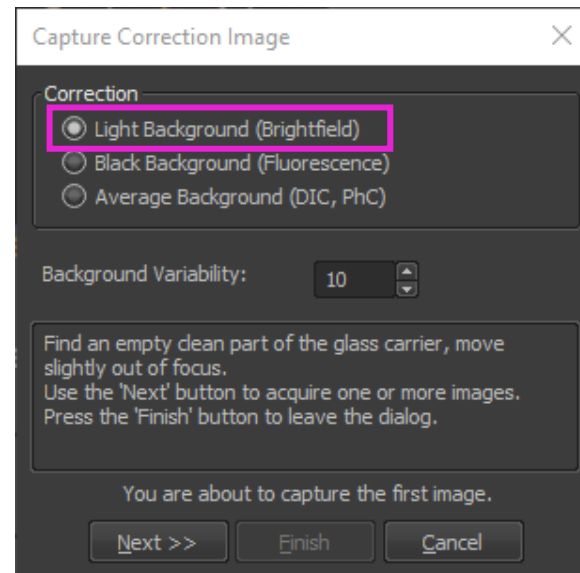 Capture Correction Image
Correction
Light Background (Brightfield)
Black Background (Fluorescence)
Average Background (DIC, PhC)
Background Variability: 10
Find an empty clean part of the glass carrier, move
slightly out of focus.
Use the 'Next' button to acquire one or more images.
Press the 'Finish' button to leave the dialog.
You are about to capture the first image.
Next >> Finish Cancel